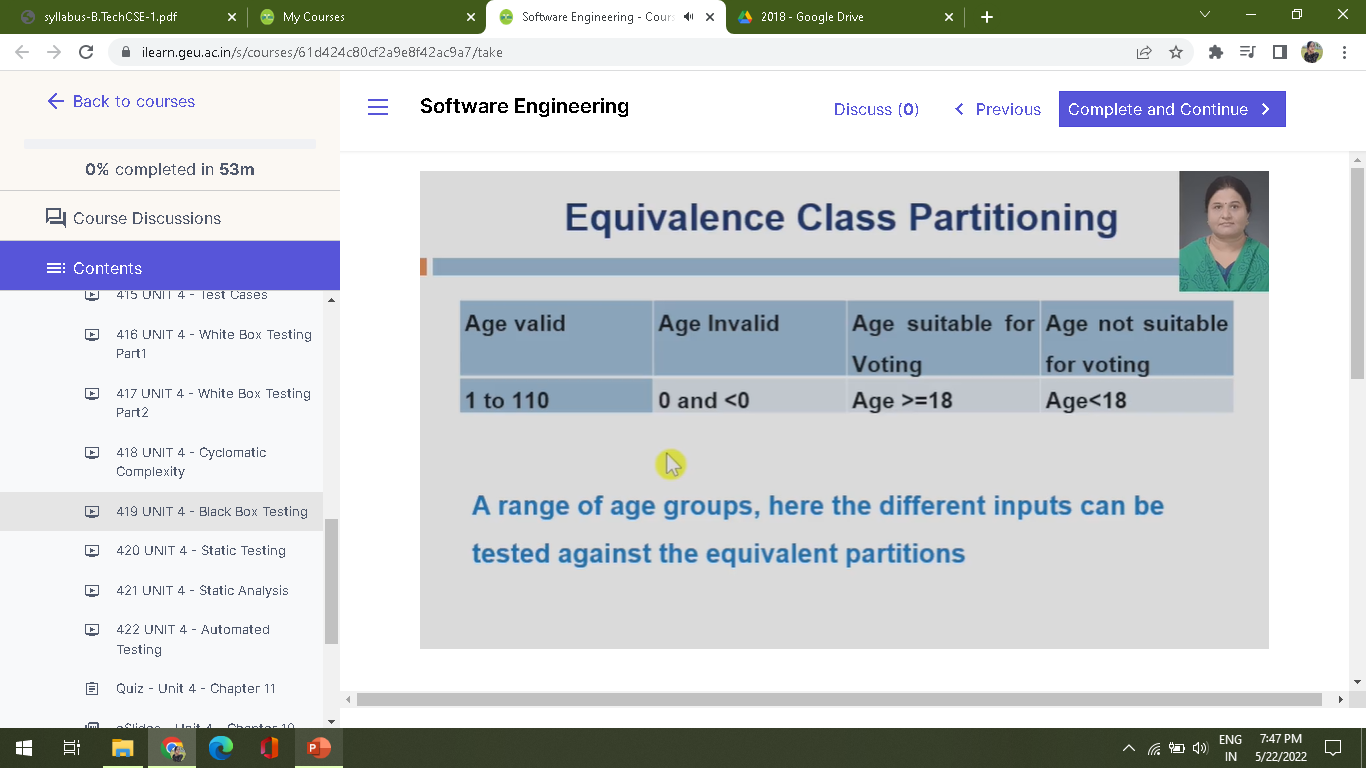 syllabus-B.TechCSE-1.pdf
My Courses
Software Engineering - Cours
2018 - Google Drive
ilearn.geu.ac.in/s/courses/61d424c80cf2a9e8f42ac9a7/take
Back to courses
0% completed in 53m
Course Discussions
Contents
415 UNIT 4 - Test Cases
416 UNIT 4 - White Box Testing
Part1
417 UNIT 4 - White Box Testing
Part2
418 UNIT 4 - Cyclomatic
Complexity
419 UNIT 4 - Black Box Testing
420 UNIT 4 - Static Testing
421 UNIT 4 - Static Analysis
422 UNIT 4 - Automated
Testing
Quiz - Unit 4 - Chapter 11
eSlides - Unit 4 - Chapter 10
Software Engineering
Discuss (0)
Previous
Complete and Continue
Equivalence Class Partitioning
Age valid
Age Invalid
Age suitable for
Voting
Age not suitable
for voting
1 to 110
0 and <0
Age >=18
Age<18
A range of age groups, here the different inputs can be
tested against the equivalent partitions
ENG
IN
7:47 PM
5/22/2022